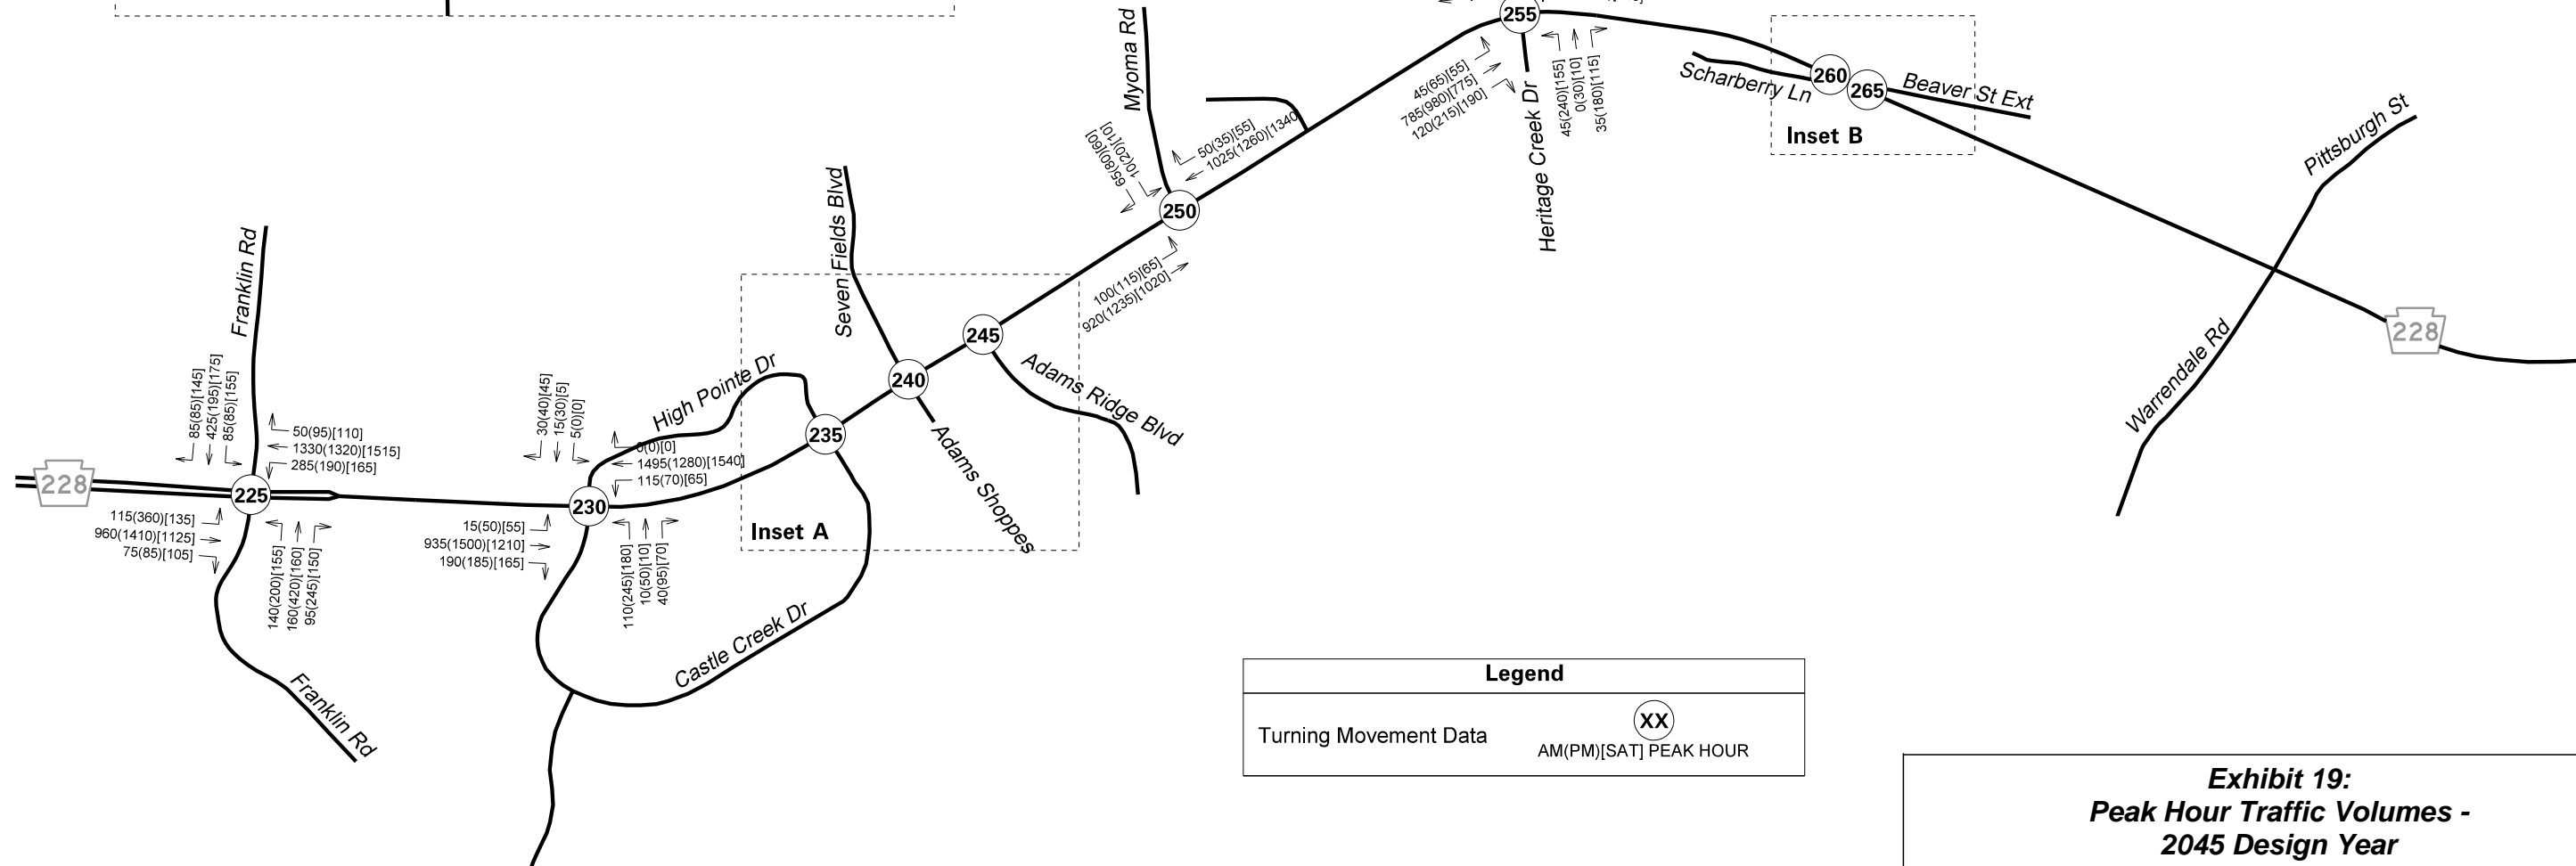 255
Myoma Rd
Scharberry Ln
260
265
Beaver St Ext
Inset B
Pittsburgh St
45(65)[55]
785(980)[775]
120(215)[190]
Heritage Creek Dr
45(240)[155]
0(30)[10]
35(180)[115]
65(80)[60]
10(20)[10]
50(35)[55]
1025(1260)[1340
250
100(115)[65]
920(1235)[1020]
Seven Fields Blvd
Franklin Rd
245
228
Warrendale Rd
Adams Ridge Blvd
240
High Pointe Dr
235
Adams Shoppes
85(85)[145]
425(195)[175]
85(85)[155]
50(95)[110]
1330(1320)[1515]
285(190)[165]
30(40)[45]
15(30)[5]
5(0)[0]
(0)[0]
1495(1280)[1540]
115(70)[65]
228
225
230
Inset A
115(360)[135]
960(1410)[1125]
75(85)[105]
140(200)[155]
160(420)[160]
95(245)[150]
15(50)[55]
935(1500)[1210]
190(185)[165]
110(245)[180]
10(50)[10]
40(95)[70]
Castle Creek Dr
Franklin Rd
Legend
Turning Movement Data
XX
AM(PM)[SAT] PEAK HOUR
Exhibit 19:
Peak Hour Traffic Volumes -
2045 Design Year